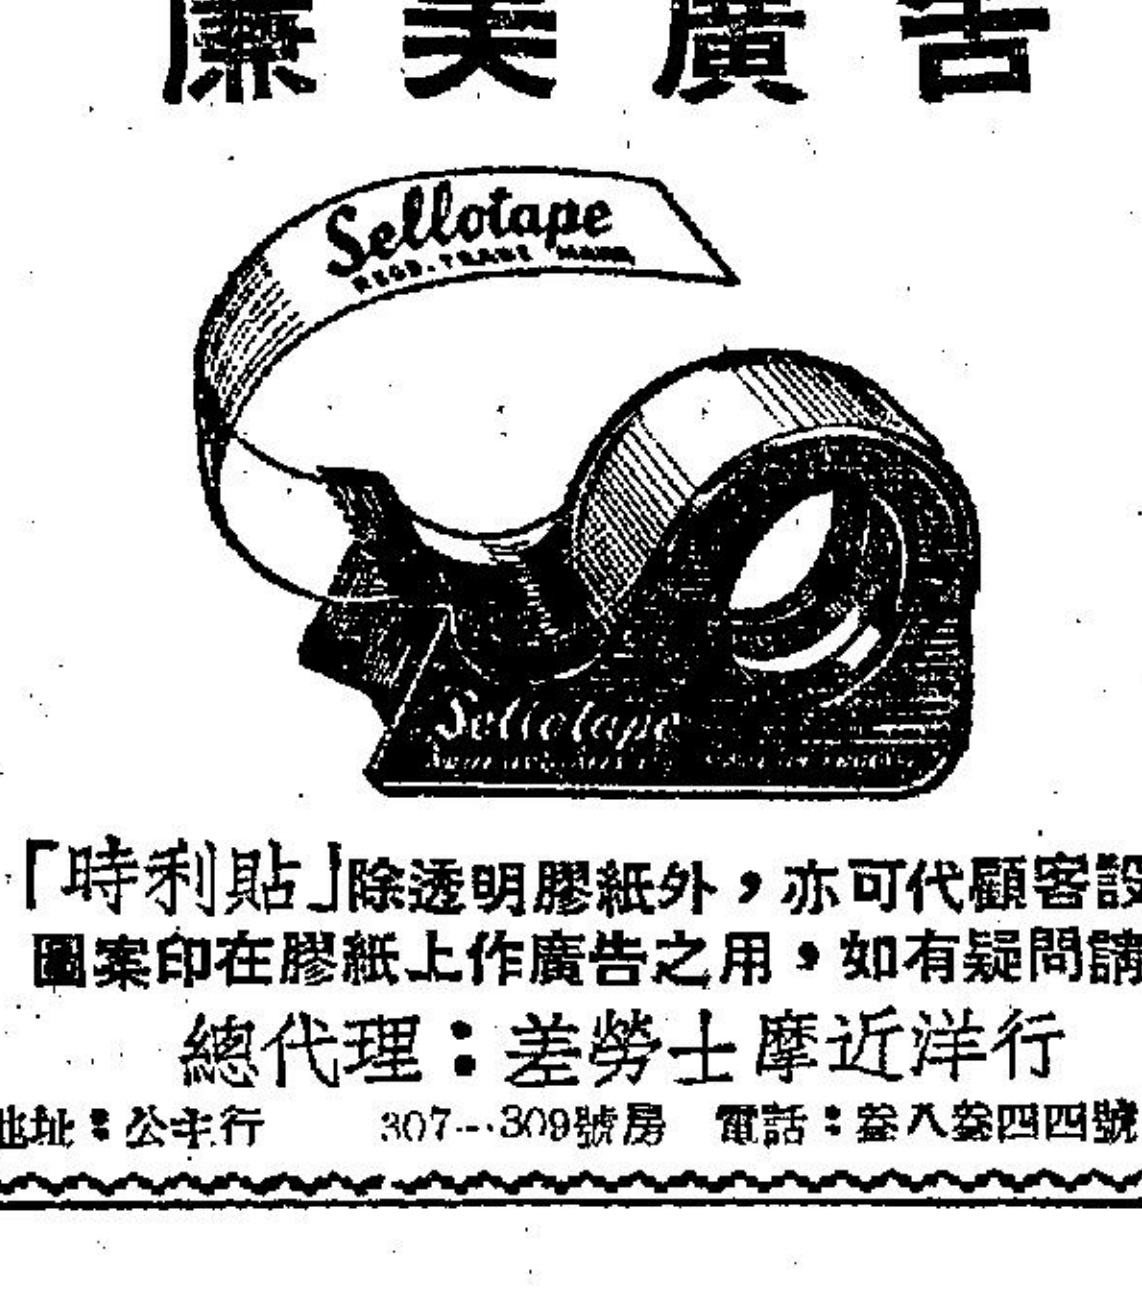 廉美廣告
Sellotape
REGD. TRADE MARK
Sellotape
「時利貼」除透明膠紙外，亦可代顧客設
圖案印在膠紙上作廣告之用，如有疑問請
總代理：差勞士摩近洋行
地址：公主行 307--309號房 電話：叁八叁四四號